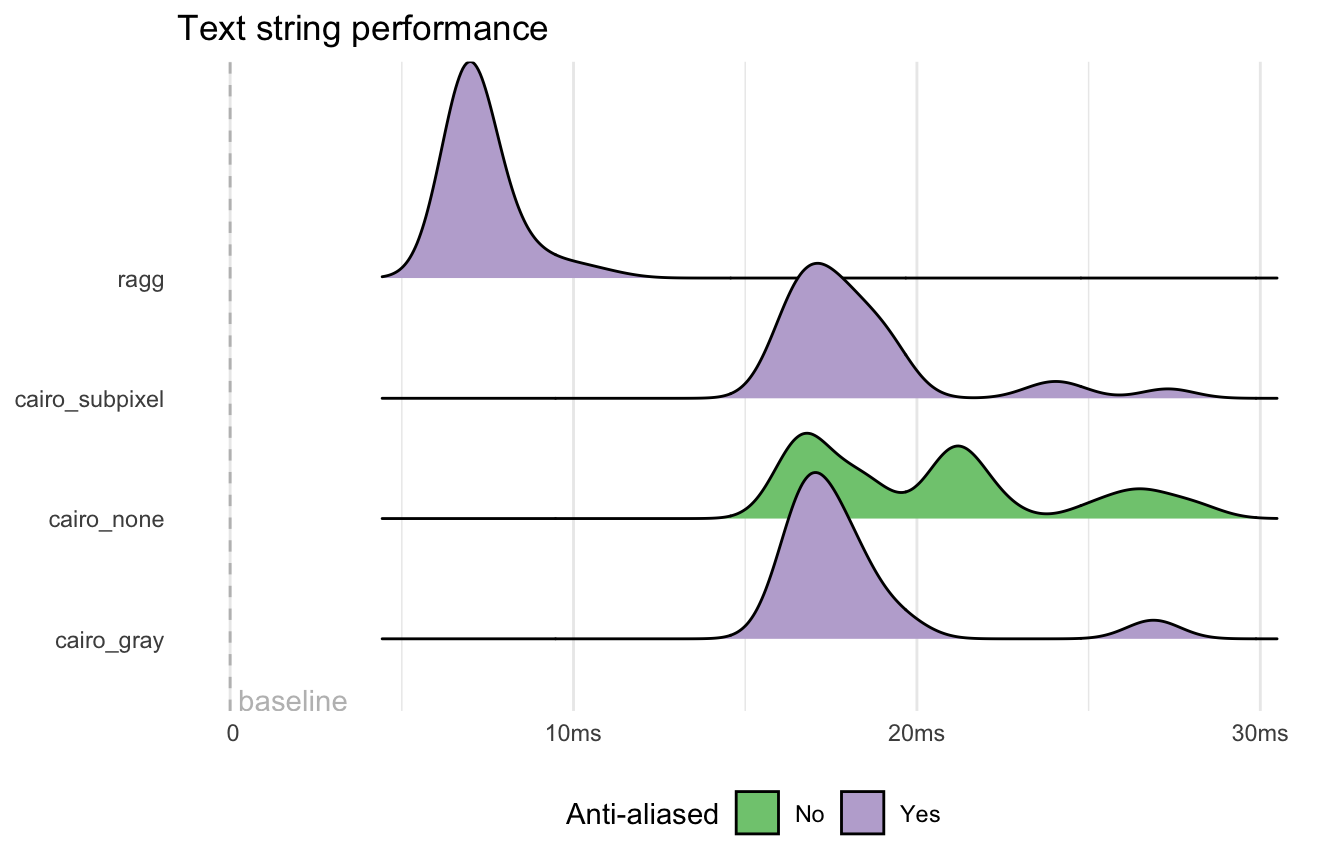 Text string performance
ragg
cairo_subpixel
cairo_none
cairo_gray
baseline
0 10ms 20ms 30ms
Anti-aliased No Yes